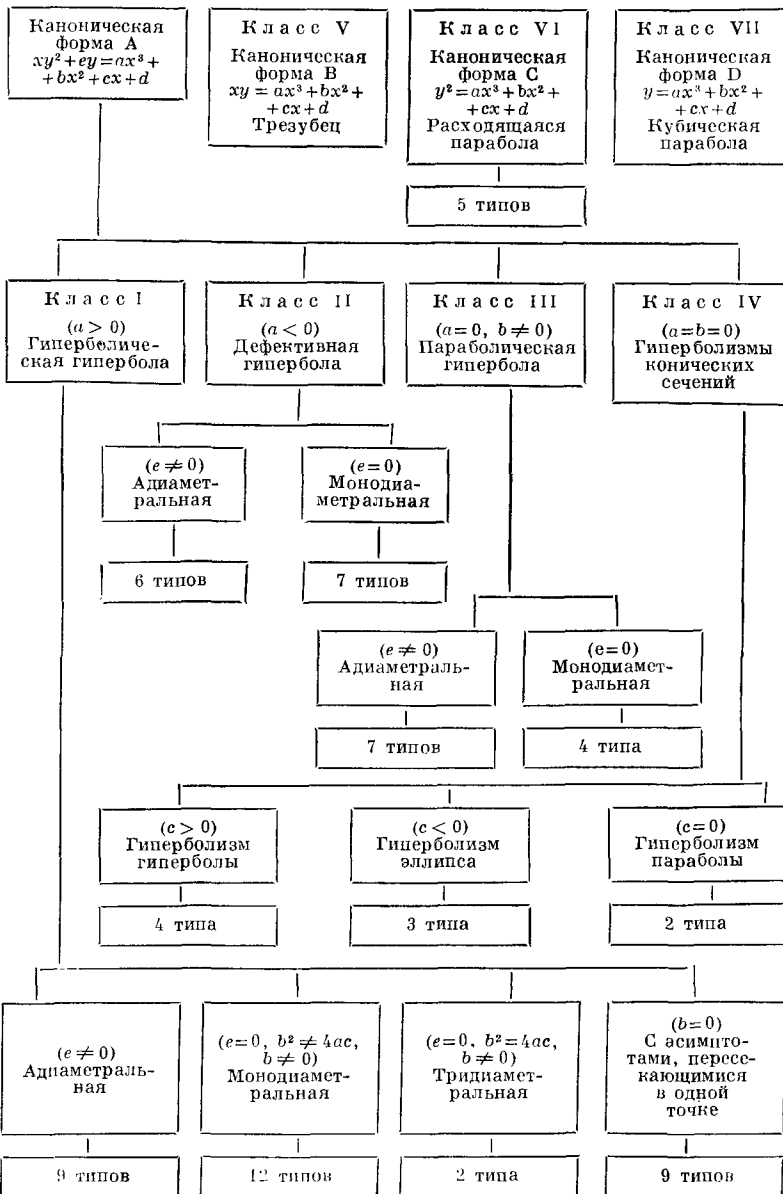 Каноническая
форма A
xy² + ey = ax³ +
+ bx² + cx + d
Класс V
Каноническая
форма B
xy = ax³ + bx² +
+ cx + d
Трезубец
Класс VI
Каноническая
форма C
y² = ax³ + bx² +
+ cx + d
Расходящаяся
парабола
Класс VII
Каноническая
форма D
y = ax³ + bx² +
+ cx + d
Кубическая
парабола
5 типов
Класс I
(a > 0)
Гиперболиче-
ская гипербола
Класс II
(a < 0)
Дефективная
гипербола
Класс III
(a = 0, b ≠ 0)
Параболическая
гипербола
Класс IV
(a = b = 0)
Гиперболизмы
конических
сечений
(e ≠ 0)
Адиамет-
ральная
(e = 0)
Монодиа-
метральная
6 типов
7 типов
(e ≠ 0)
Адиаметраль-
ная
(e = 0)
Монодиамет-
ральная
7 типов
4 типа
(c > 0)
Гиперболизм
гиперболы
(c < 0)
Гиперболизм
эллипса
(c = 0)
Гиперболизм
параболы
4 типа
3 типа
2 типа
(e ≠ 0)
Адиаметраль-
ная
(e = 0, b² ≠ 4ac,
b ≠ 0)
Монодиамет-
ральная
(e = 0, b² = 4ac,
b ≠ 0)
Тридиамет-
ральная
(b = 0)
С асимпто-
тами, пересе-
кающимися
в одной
точке
9 типов
12 типов
2 типа
9 типов